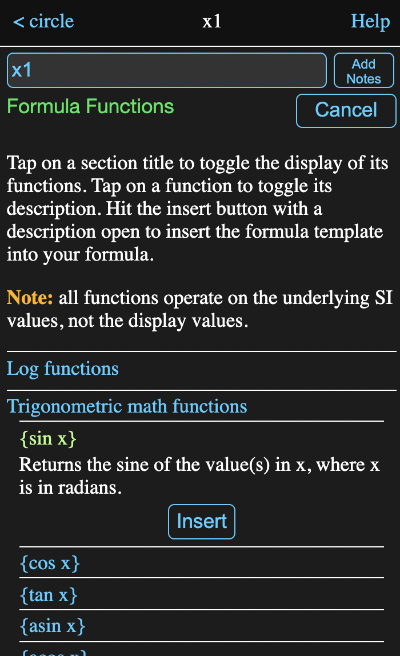 < circle x1 Help
x1
Add
Notes
Formula Functions
Cancel
Tap on a section title to toggle the display of its
functions. Tap on a function to toggle its
description. Hit the insert button with a
description open to insert the formula template
into your formula.
Note: all functions operate on the underlying SI
values, not the display values.
Log functions
Trigonometric math functions
{sin x}
Returns the sine of the value(s) in x, where x
is in radians.
Insert
{cos x}
{tan x}
{asin x}